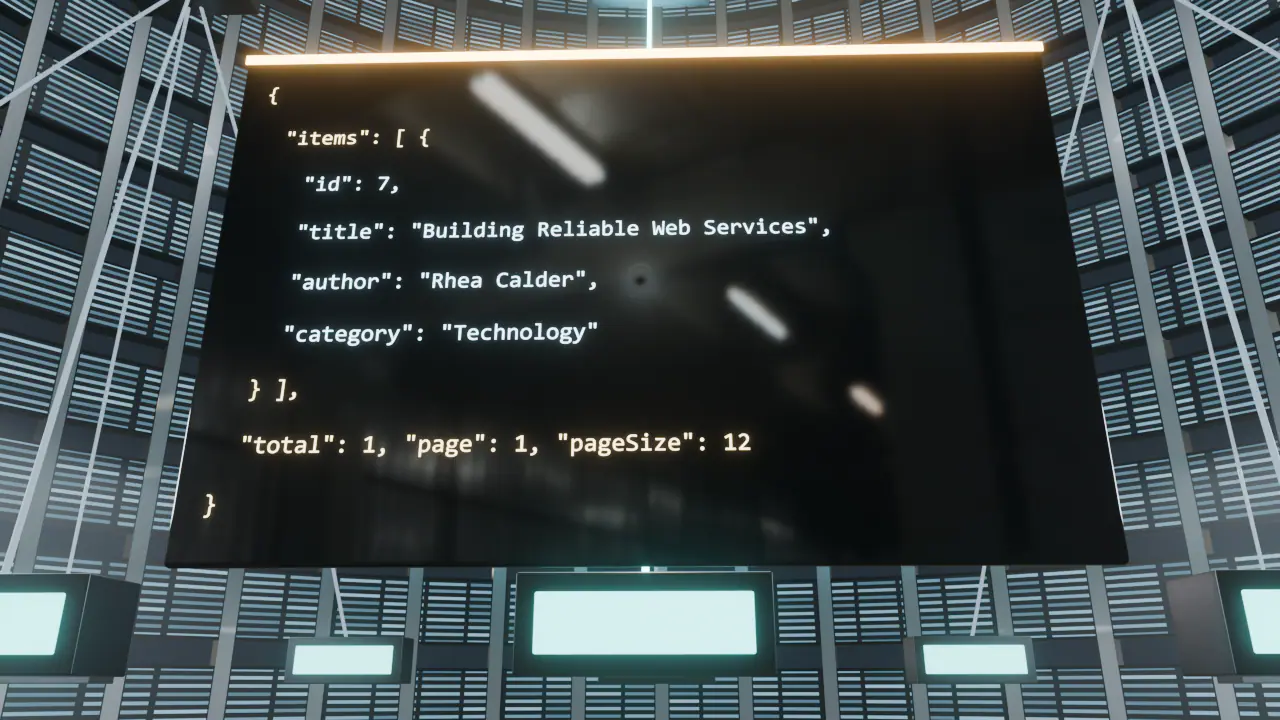 {
"items": [ {
"id": 7,
"title": "Building Reliable Web Services",
"author": "Rhea Calder",
"category": "Technology"
} ],
"total": 1, "page": 1, "pageSize": 12
}